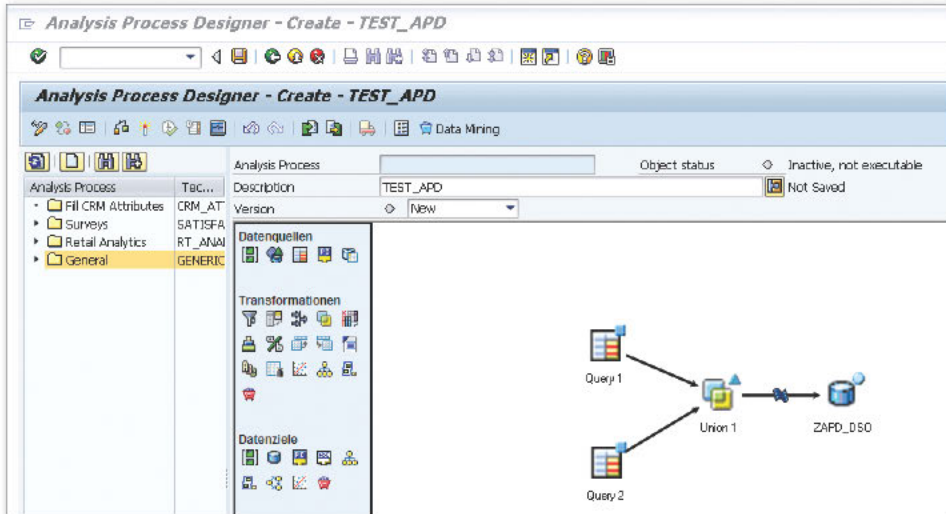 Analysis Process Designer - Create - TEST_APD
Analysis Process Designer - Create - TEST_APD
Data Mining
Analysis Process
Object status
Inactive, not executable
Analysis Process Tec...
Description
TEST_APD
Not Saved
Fill CRM Attributes CRM_AT
Version
New
Surveys SATISFA
Retail Analytics RT_ANAL
General GENERIC
Datenquellen
Transformationen
Datenziele
Query 1
Union 1
ZAPD_DSO
Query 2